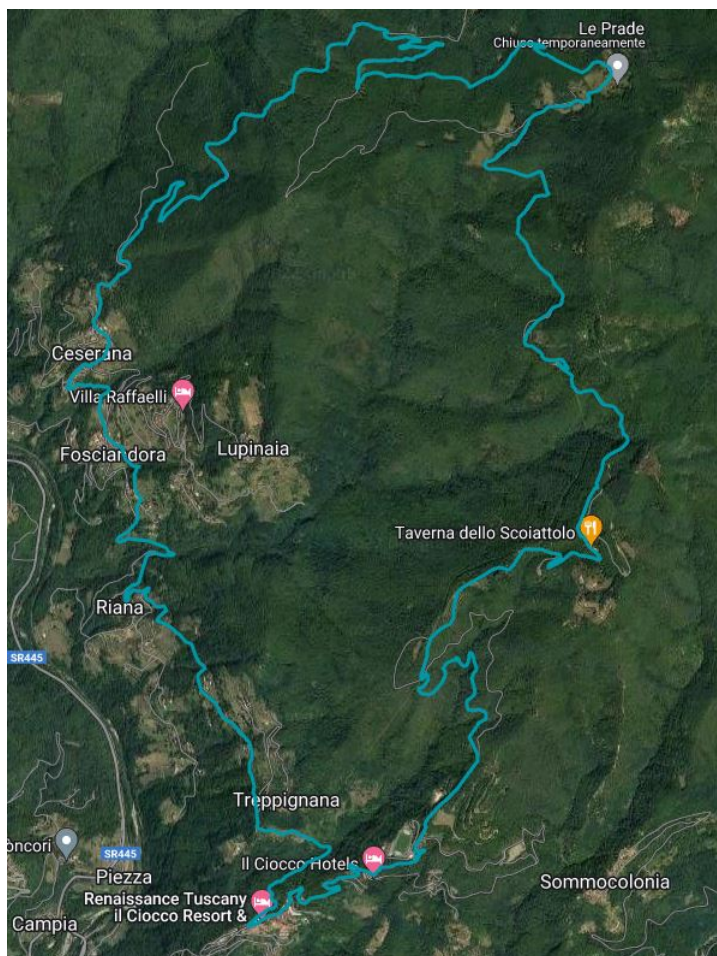 Le Prade
Chiuso temporaneamente
Ceserana
Villa Raffaelli
Fosciandora
Lupinaia
Taverna dello Scoiattolo
Riana
SR445
Treppignana
oncori
SR445
Il Ciocco Hotels
Piezza
Renaissance Tuscany
il Ciocco Resort &
Sommocolonia
Campia